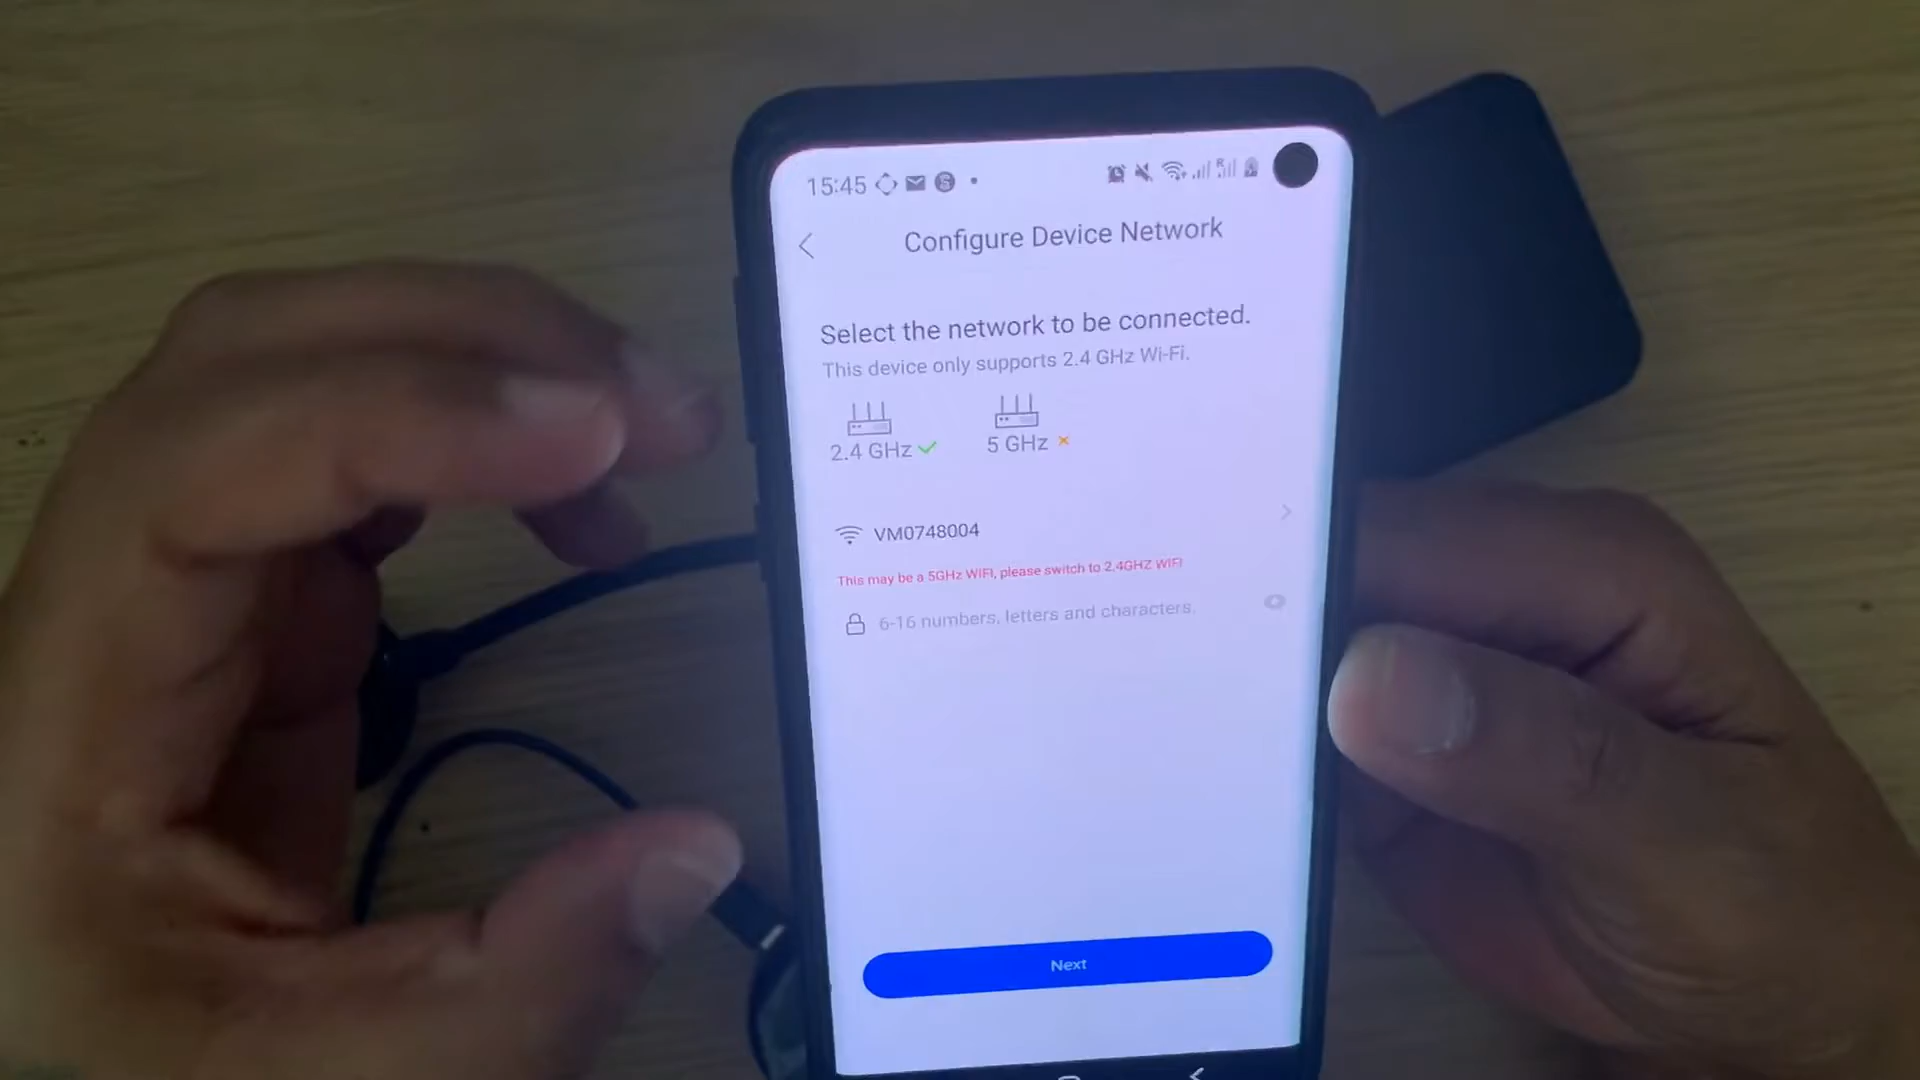 15:45
Configure Device Network
Select the network to be connected.
This device only supports 2.4 GHz Wi-Fi.
2.4 GHz
5 GHz
VM0748004
This may be a 5GHz WIFI, please switch to 2.4GHZ WIFI
6-16 numbers, letters and characters.
Next